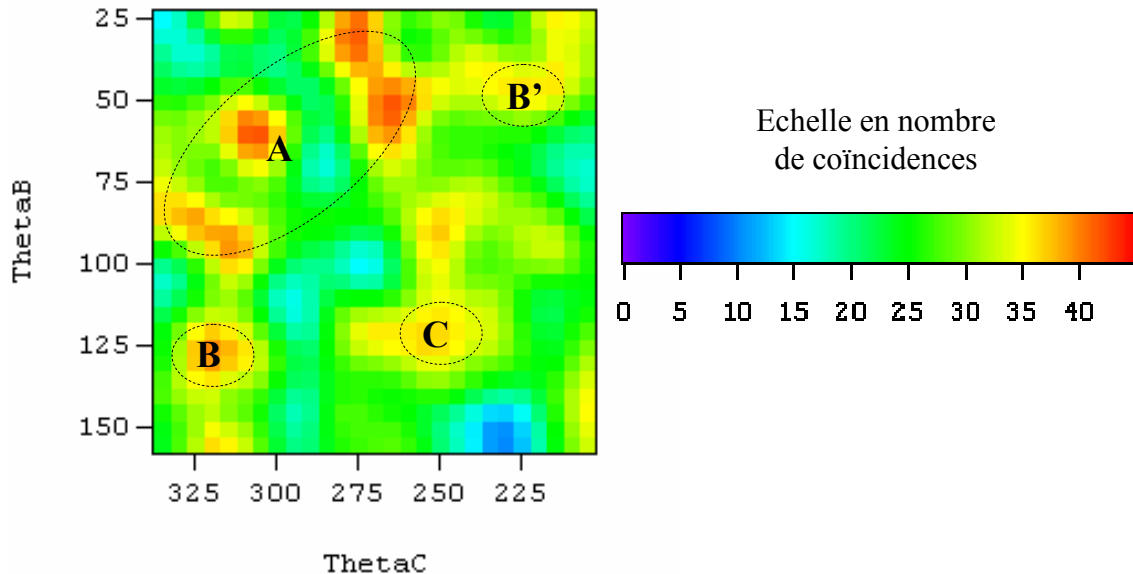 25
50
75
100
125
150
ThetaB
A
B'
B
C
325 300 275 250 225
ThetaC
Echelle en nombre
de coïncidences
0 5 10 15 20 25 30 35 40